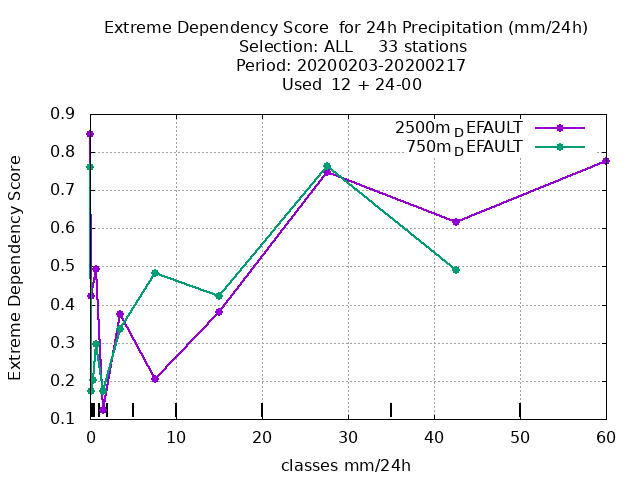 Extreme Dependency Score  for 24h Precipitation (mm/24h)
Selection: ALL     33 stations
Period: 20200203-20200217
Used  12 + 24-00
2500m_DEFAULT
750m_DEFAULT
0.9
0.8
0.7
0.6
0.5
0.4
0.3
0.2
0.1
Extreme Dependency Score
0 10 20 30 40 50 60
classes mm/24h